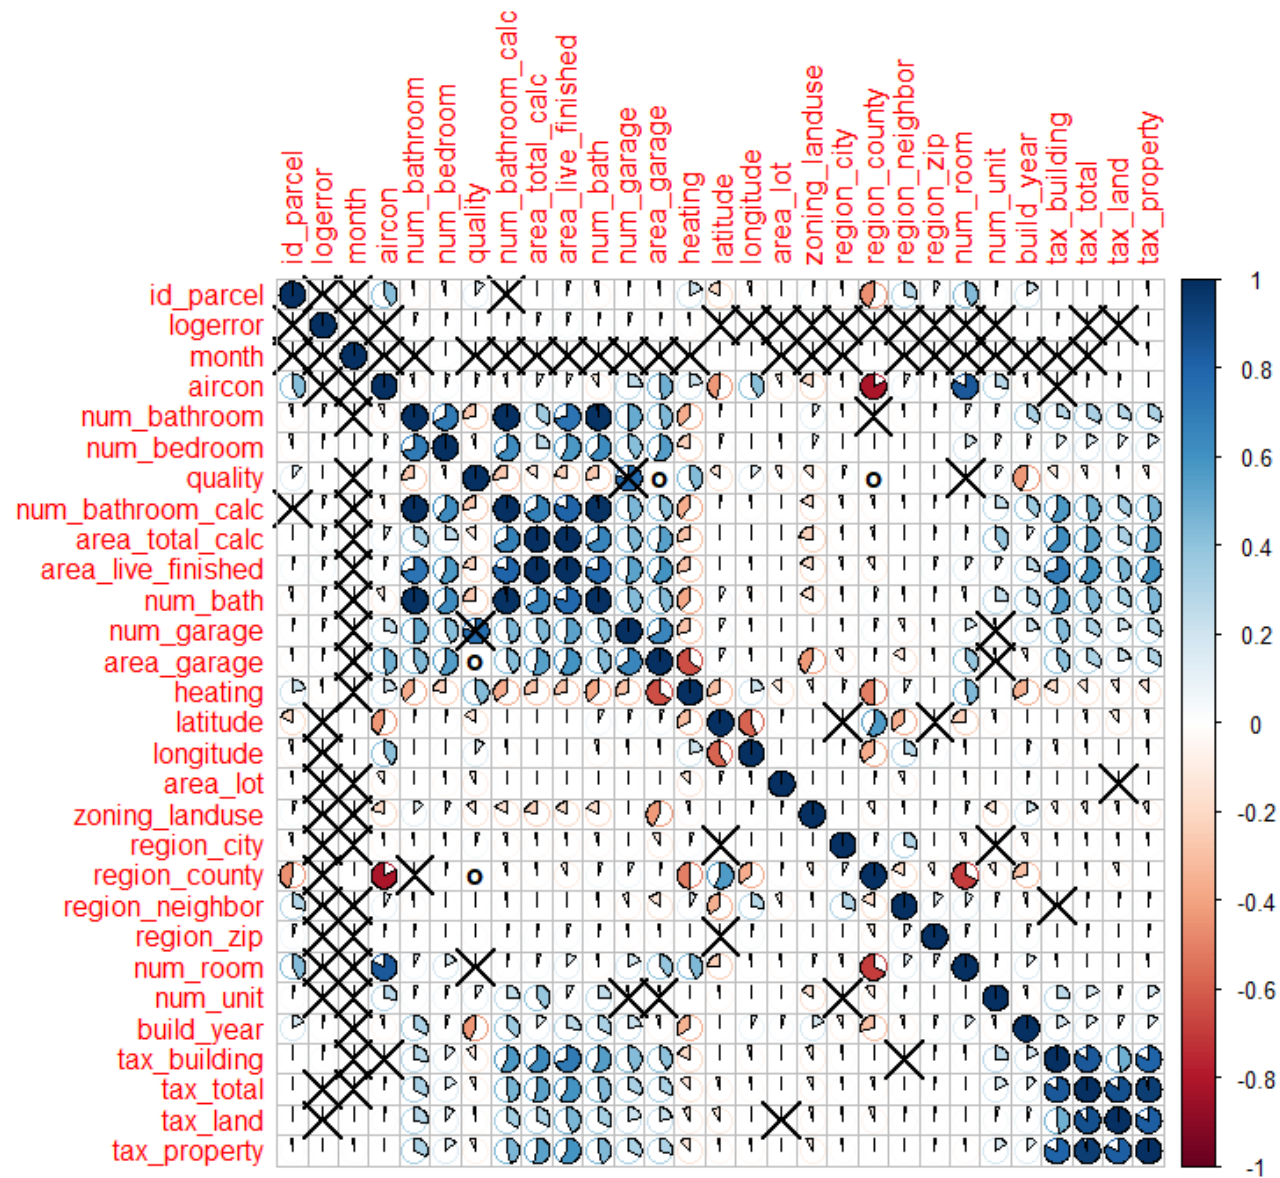 id_parcel
logerror
month
aircon
num_bathroom
num_bedroom
quality
num_bathroom_calc
area_total_calc
area_live_finished
num_bath
num_garage
area_garage
heating
latitude
longitude
area_lot
zoning_landuse
region_city
region_county
region_neighbor
region_zip
num_room
num_unit
build_year
tax_building
tax_total
tax_land
tax_property
id_parcel
logerror
month
aircon
num_bathroom
num_bedroom
quality
num_bathroom_calc
area_total_calc
area_live_finished
num_bath
num_garage
area_garage
heating
latitude
longitude
area_lot
zoning_landuse
region_city
region_county
region_neighbor
region_zip
num_room
num_unit
build_year
tax_building
tax_total
tax_land
tax_property
1
0.8
0.6
0.4
0.2
0
-0.2
-0.4
-0.6
-0.8
-1